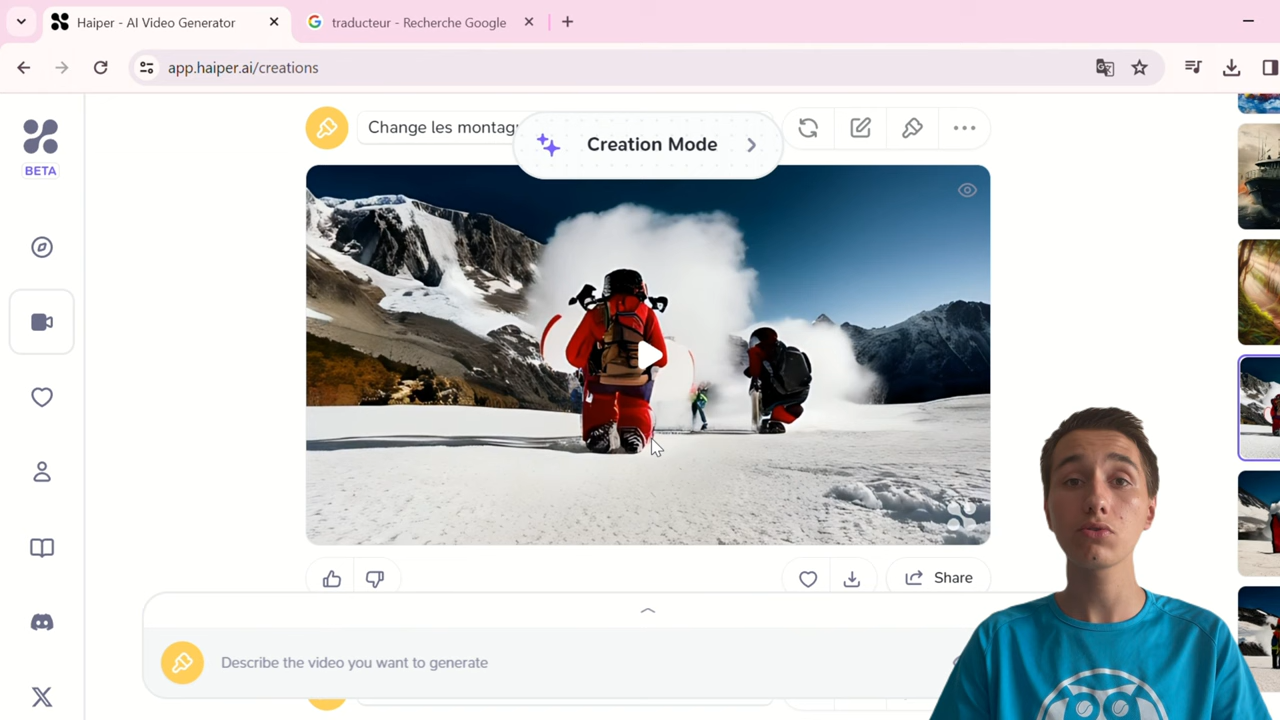 Haiper - AI Video Generator
traducteur - Recherche Google
app.haiper.ai/creations
BETA
Change les montag
Creation Mode
Share
Describe the video you want to generate